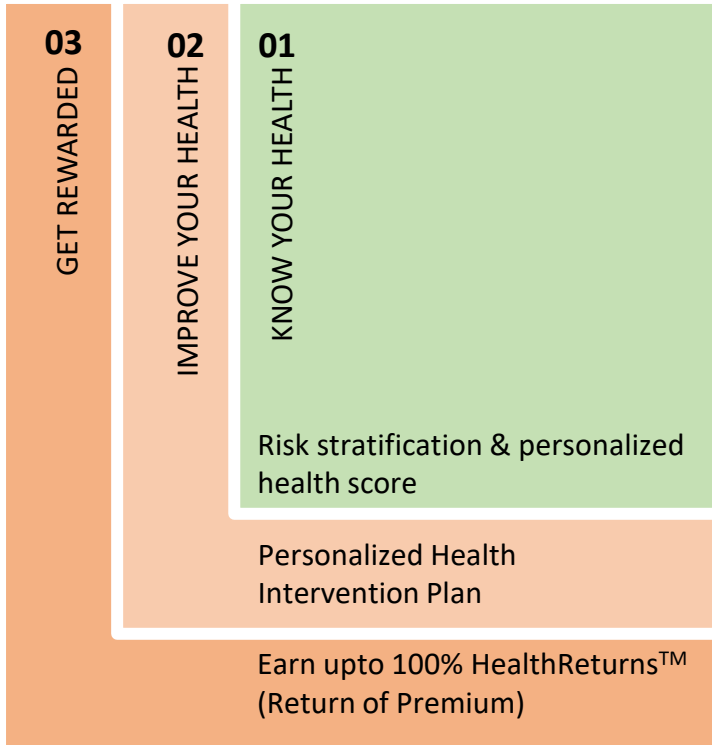 03
GET REWARDED
02
IMPROVE YOUR HEALTH
01
KNOW YOUR HEALTH
Risk stratification & personalized
health score
Personalized Health
Intervention Plan
Earn upto 100% HealthReturns™
(Return of Premium)